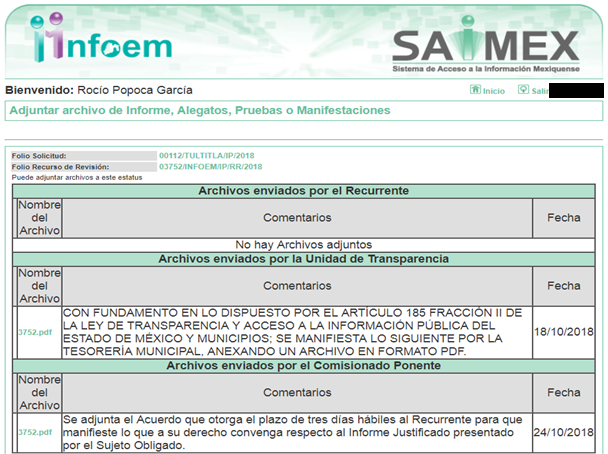 infoem
SAIMEX
Sistema de Acceso a la Información Mexiquense
Bienvenido: Rocío Popoca García
Inicio Salir
Adjuntar archivo de Informe, Alegatos, Pruebas o Manifestaciones
Folio Solicitud: 00112/TULTITLA/IP/2018
Folio Recurso de Revisión: 03752/INFOEM/IP/RR/2018
Puede adjuntar archivos a este estatus
Archivos enviados por el Recurrente
Nombre
del
Archivo
Comentarios
Fecha
No hay Archivos adjuntos
Archivos enviados por la Unidad de Transparencia
Nombre
del
Archivo
Comentarios
Fecha
3752.pdf
CON FUNDAMENTO EN LO DISPUESTO POR EL ARTÍCULO 185 FRACCIÓN II DE
LA LEY DE TRANSPARENCIA Y ACCESO A LA INFORMACIÓN PÚBLICA DEL
ESTADO DE MÉXICO Y MUNICIPIOS; SE MANIFIESTA LO SIGUIENTE POR LA
TESORERÍA MUNICIPAL, ANEXANDO UN ARCHIVO EN FORMATO PDF.
18/10/2018
Archivos enviados por el Comisionado Ponente
Nombre
del
Archivo
Comentarios
Fecha
3752.pdf
Se adjunta el Acuerdo que otorga el plazo de tres días hábiles al Recurrente para que
manifieste lo que a su derecho convenga respecto al Informe Justificado presentado
por el Sujeto Obligado.
24/10/2018